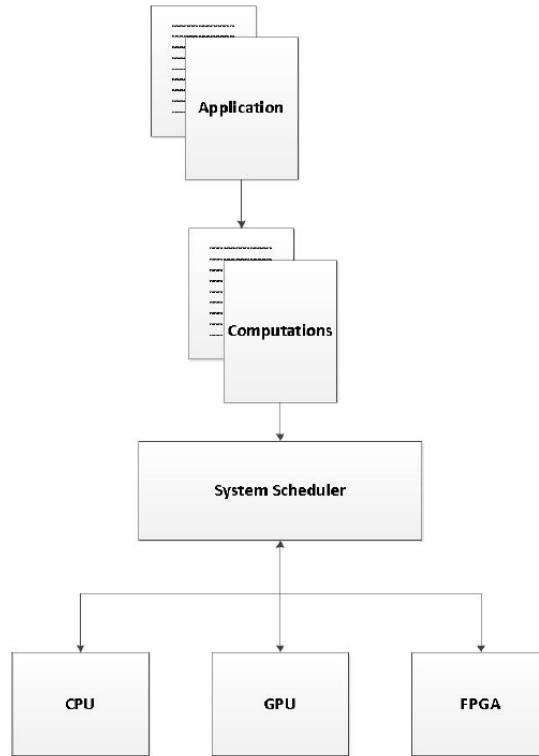 Application
Computations
System Scheduler
CPU
GPU
FPGA